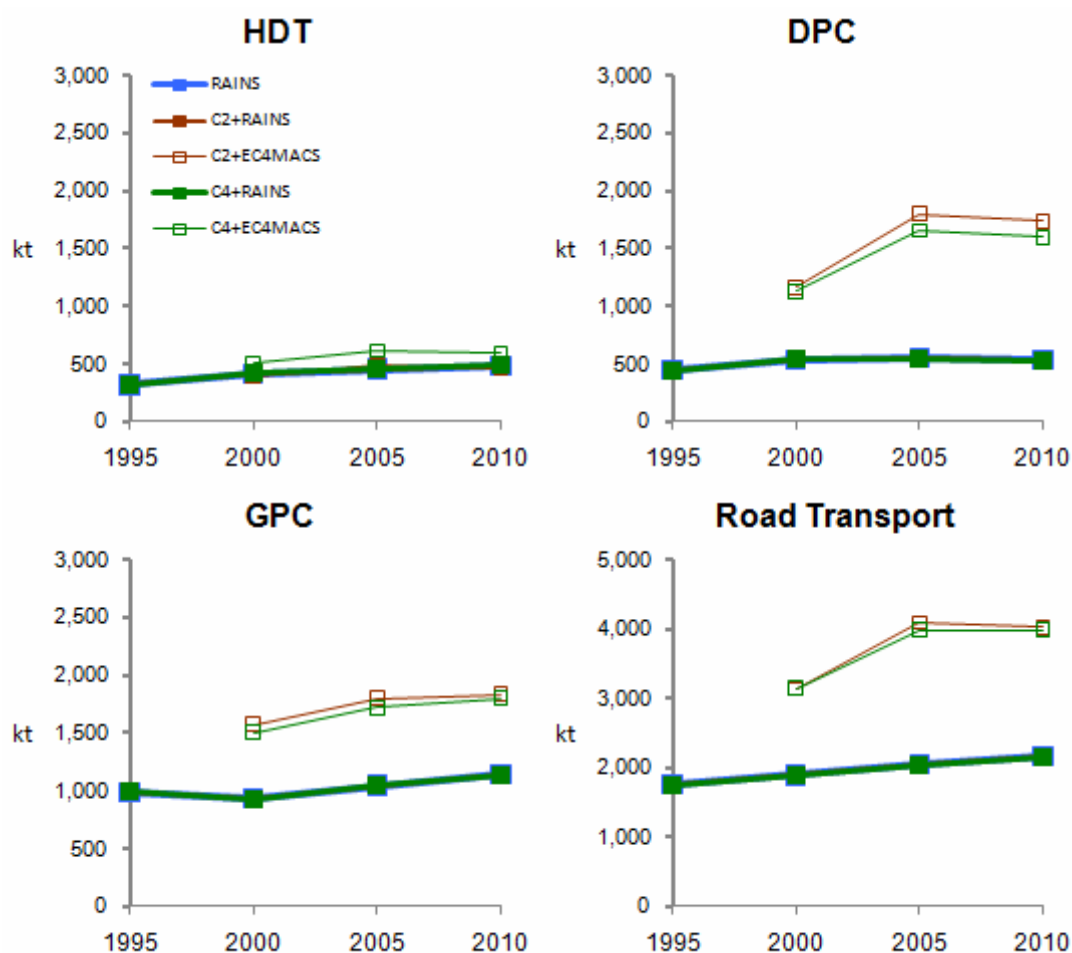 HDT
3,000
2,500
2,000
1,500
1,000
500
0
kt
1995 2000 2005 2010
RAINS
C2+RAINS
C2+EC4MACS
C4+RAINS
C4+EC4MACS
DPC
3,000
2,500
2,000
1,500
1,000
500
0
kt
1995 2000 2005 2010
GPC
3,000
2,500
2,000
1,500
1,000
500
0
kt
1995 2000 2005 2010
Road Transport
5,000
4,000
3,000
2,000
1,000
0
kt
1995 2000 2005 2010